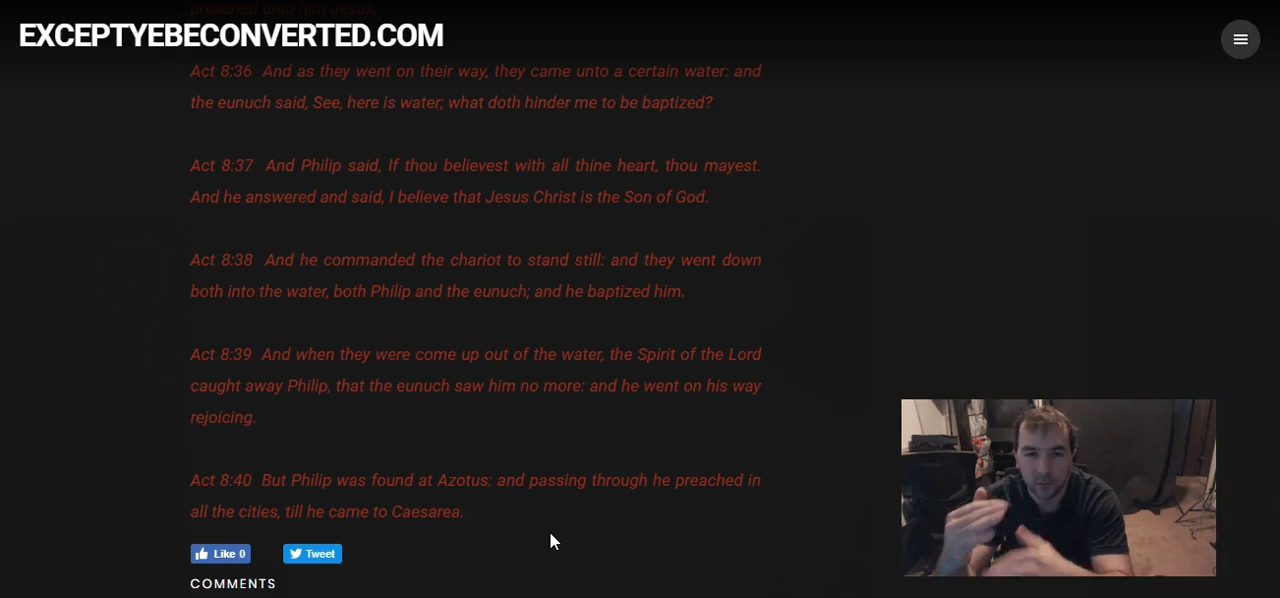 preached unto him Jesus.
EXCEPTYEBECONVERTED.COM
Act 8:36 And as they went on their way, they came unto a certain water: and
the eunuch said, See, here is water; what doth hinder me to be baptized?
Act 8:37 And Philip said, If thou believest with all thine heart, thou mayest.
And he answered and said, I believe that Jesus Christ is the Son of God.
Act 8:38 And he commanded the chariot to stand still: and they went down
both into the water, both Philip and the eunuch; and he baptized him.
Act 8:39 And when they were come up out of the water, the Spirit of the Lord
caught away Philip, that the eunuch saw him no more: and he went on his way
rejoicing.
Act 8:40 But Philip was found at Azotus: and passing through he preached in
all the cities, till he came to Caesarea.
Like 0 Tweet
COMMENTS